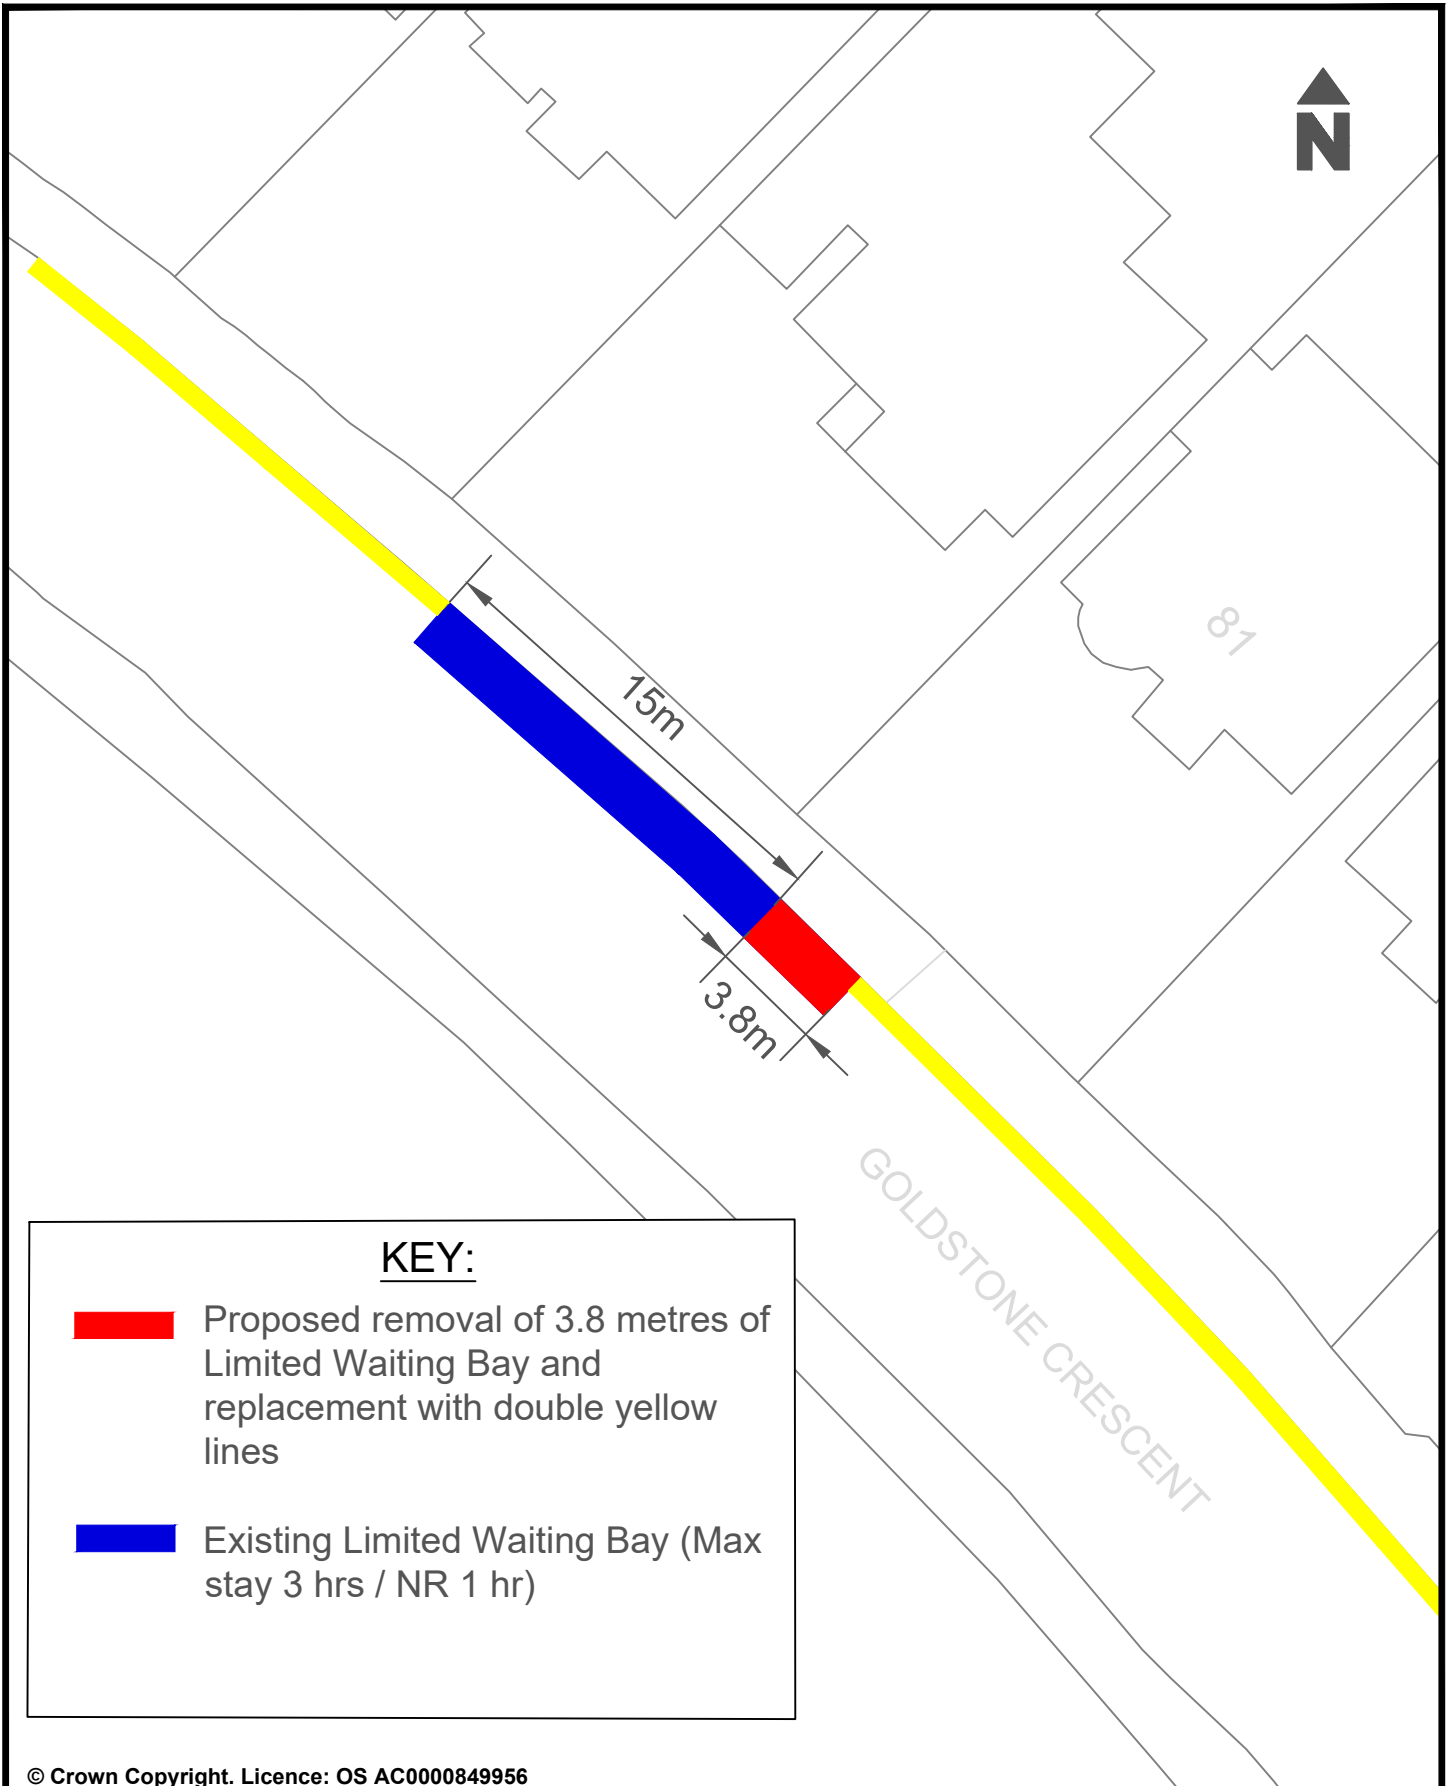 N
81
15m
3.8m
GOLDSTONE CRESCENT
KEY:
Proposed removal of 3.8 metres of
Limited Waiting Bay and
replacement with double yellow
lines
Existing Limited Waiting Bay (Max
stay 3 hrs / NR 1 hr)
© Crown Copyright. Licence: OS AC0000849956